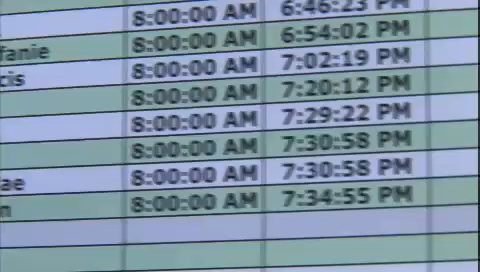 8:00:00 AM 6:46:23 PM
fanie 8:00:00 AM 6:54:02 PM
cis 8:00:00 AM 7:02:19 PM
8:00:00 AM 7:20:12 PM
8:00:00 AM 7:29:22 PM
8:00:00 AM 7:30:58 PM
ae 8:00:00 AM 7:30:58 PM
n 8:00:00 AM 7:34:55 PM